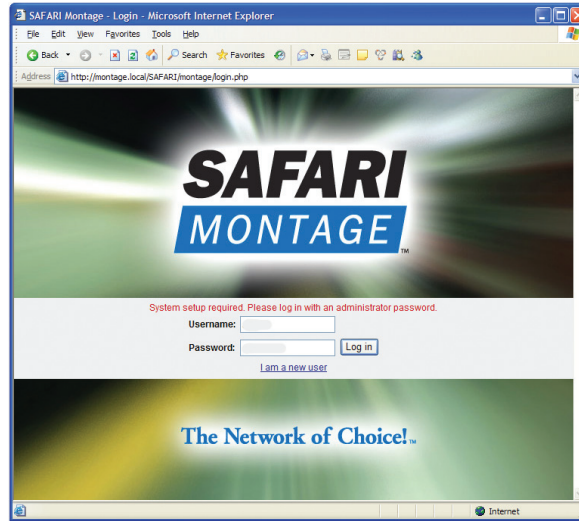 SAFARI Montage - Login - Microsoft Internet Explorer
File Edit View Favorites Tools Help
Back Search Favorites
Address http://montage.local/SAFARI/montage/login.php
SAFARI
MONTAGE™
System setup required. Please log in with an administrator password.
Username:
Password: Log in
I am a new user
The Network of Choice!™
Internet